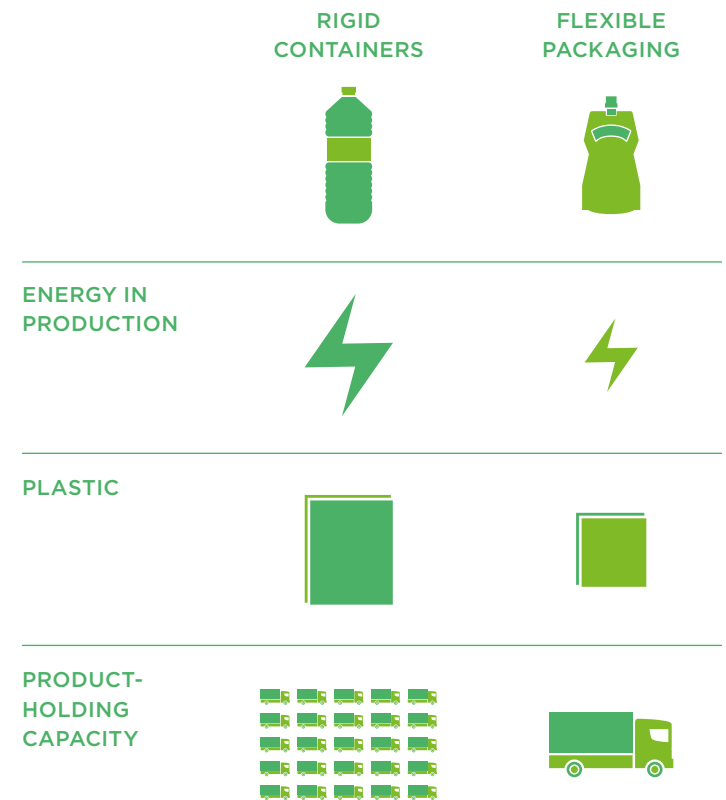 RIGID
CONTAINERS
FLEXIBLE
PACKAGING
ENERGY IN
PRODUCTION
PLASTIC
PRODUCT-
HOLDING
CAPACITY